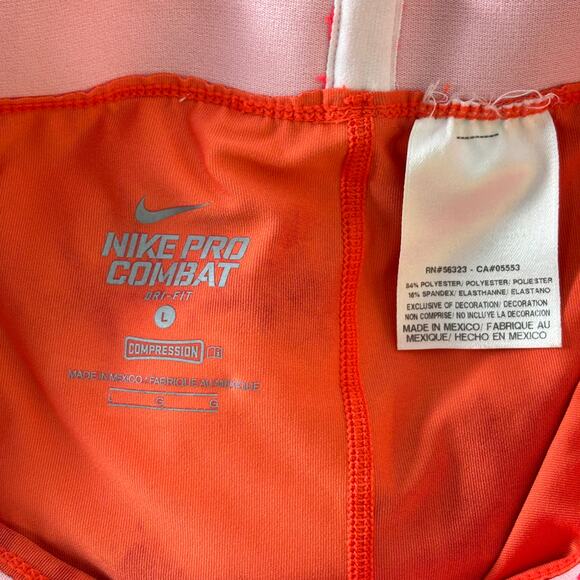 NIKE PRO
COMBAT
DRI-FIT
L
COMPRESSION
MADE IN MEXICO / FABRIQUE AU MEXIQUE
L G G
RN#56323 - CA#05553
84% POLYESTER/ POLYESTER/ POLIESTER
16% SPANDEX/ ELASTHANNE/ ELASTANO
EXCLUSIVE OF DECORATION/ DECORATION
NON COMPRISE/ NO INCLUYE LA DECORACION
MADE IN MEXICO/ FABRIQUE AU
MEXIQUE/ HECHO EN MEXICO